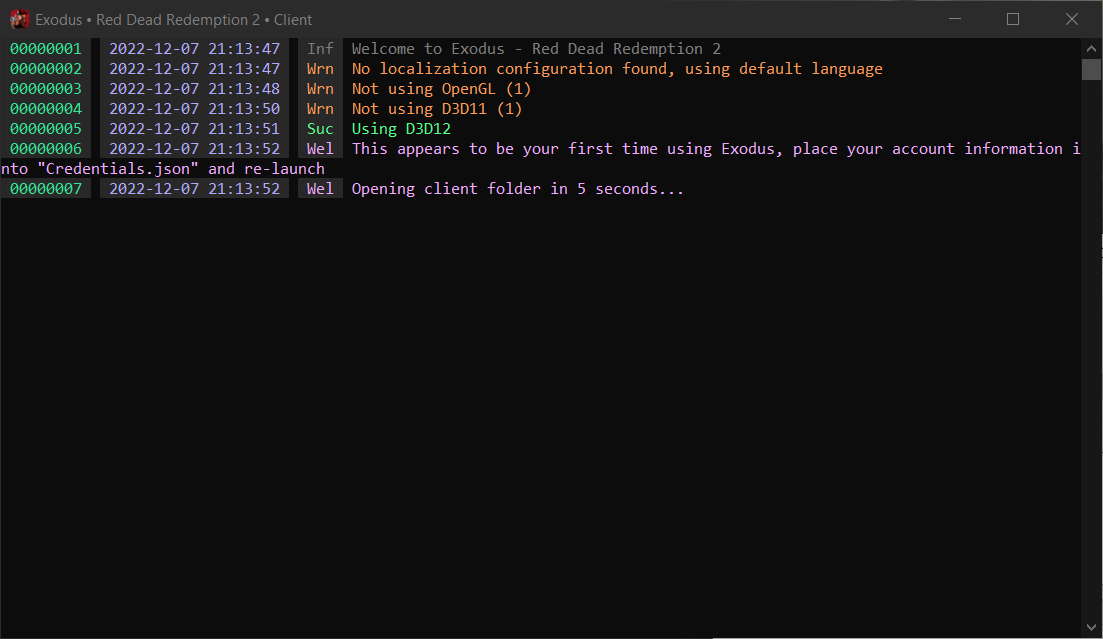 Exodus • Red Dead Redemption 2 • Client
00000001 2022-12-07 21:13:47 Inf Welcome to Exodus - Red Dead Redemption 2
00000002 2022-12-07 21:13:47 Wrn No localization configuration found, using default language
00000003 2022-12-07 21:13:48 Wrn Not using OpenGL (1)
00000004 2022-12-07 21:13:50 Wrn Not using D3D11 (1)
00000005 2022-12-07 21:13:51 Suc Using D3D12
00000006 2022-12-07 21:13:52 Wel This appears to be your first time using Exodus, place your account information i
nto "Credentials.json" and re-launch
00000007 2022-12-07 21:13:52 Wel Opening client folder in 5 seconds...